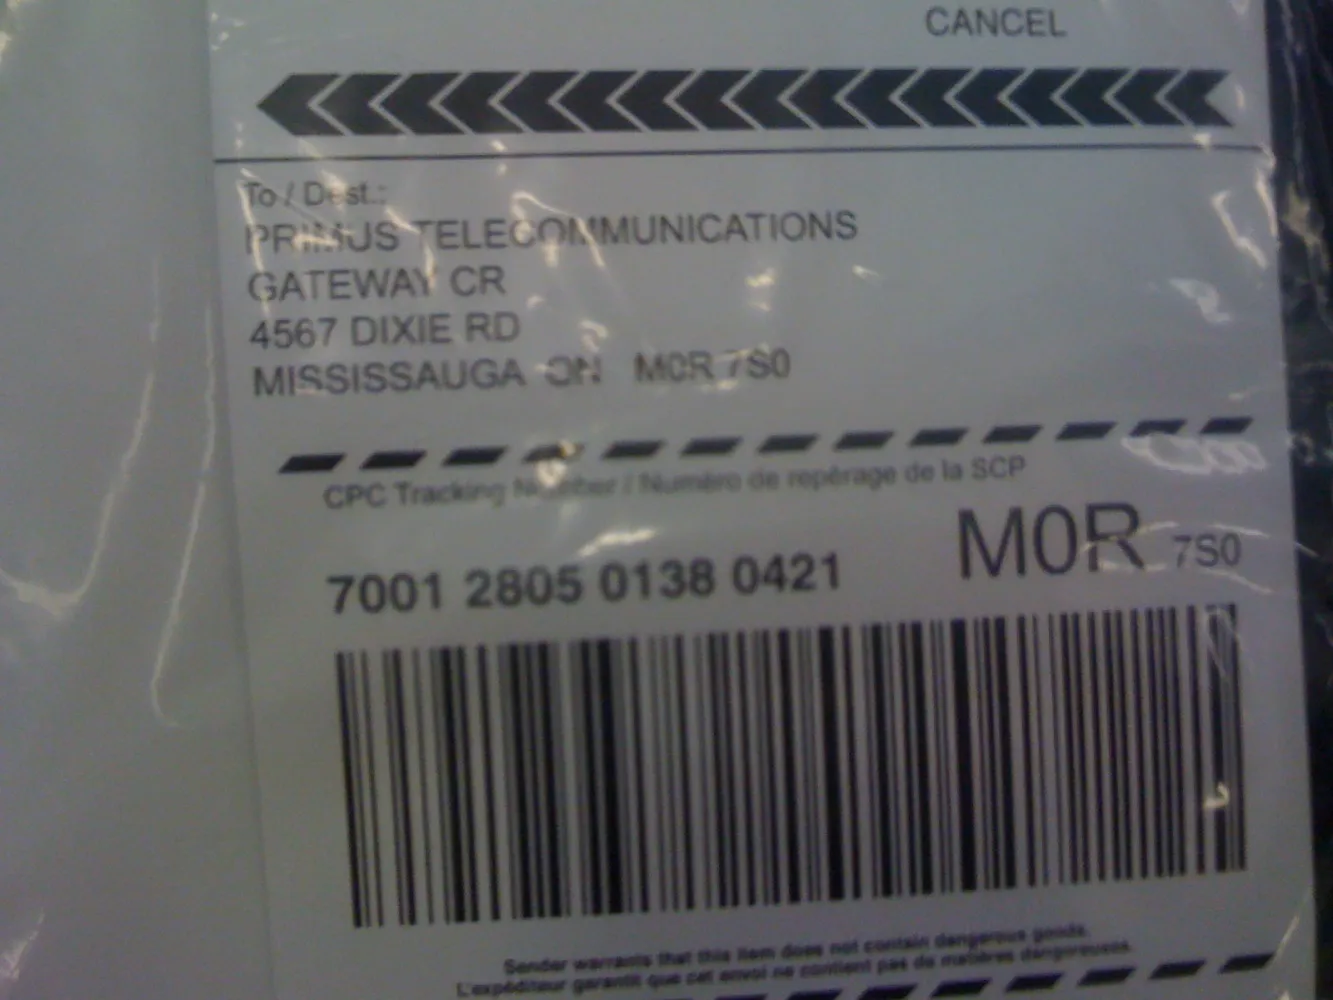 CANCEL
To / Dest.:
PRIMUS TELECOMMUNICATIONS
GATEWAY CR
4567 DIXIE RD
MISSISSAUGA ON M0R 7S0
CPC Tracking Number / Numéro de repérage de la SCP
7001 2805 0138 0421
M0R 7S0
Sender warrants that this item does not contain dangerous goods.
L'expéditeur garantit que cet envoi ne contient pas de matières dangereuses.